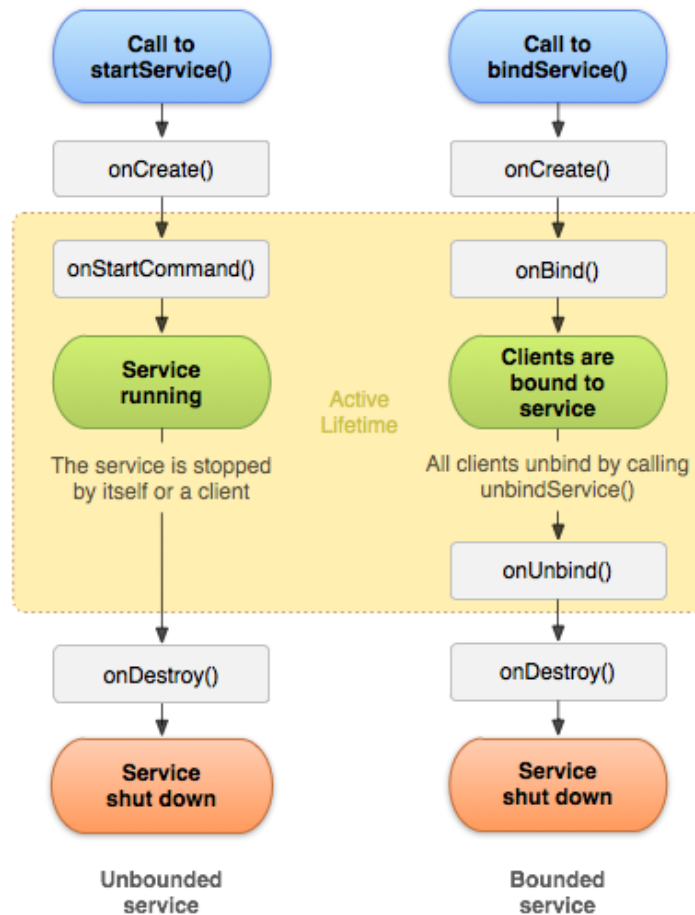 Call to
startService()
onCreate()
onStartCommand()
Service
running
The service is stopped
by itself or a client
onDestroy()
Service
shut down
Unbounded
service
Active
Lifetime
Call to
bindService()
onCreate()
onBind()
Clients are
bound to
service
All clients unbind by calling
unbindService()
onUnbind()
onDestroy()
Service
shut down
Bounded
service